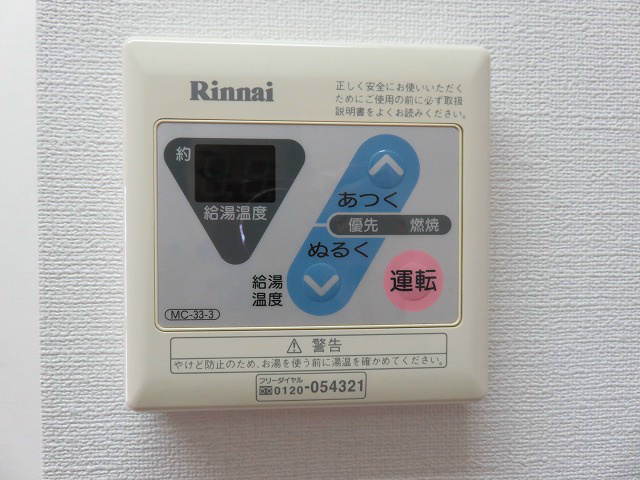 Rinnai
正しく安全にお使いいただく
ためにご使用の前に必ず取扱
説明書をよくお読みください。
約
給湯温度
あつく
優先 燃焼
ぬるく
給湯
温度
運転
MC-33-3
⚠ 警告
やけど防止のため、お湯を使う前に湯温を確かめてください。
フリーダイヤル
0120-054321